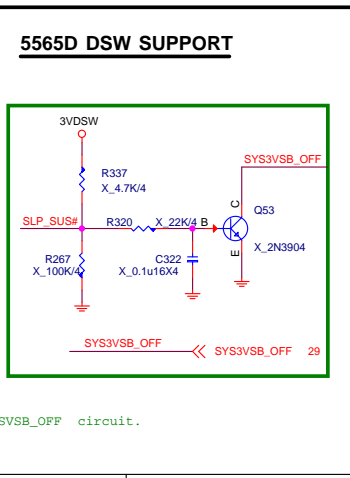 5565D DSW SUPPORT
3VDSW
SYS3VSB_OFF
R337
X_4.7K/4
C
Q53
SLP_SUS# R320 X_22K/4 B
R267
X_100K/4
C322
X_0.1u16X4
E
X_2N3904
SYS3VSB_OFF
SYS3VSB_OFF 29
circuit.